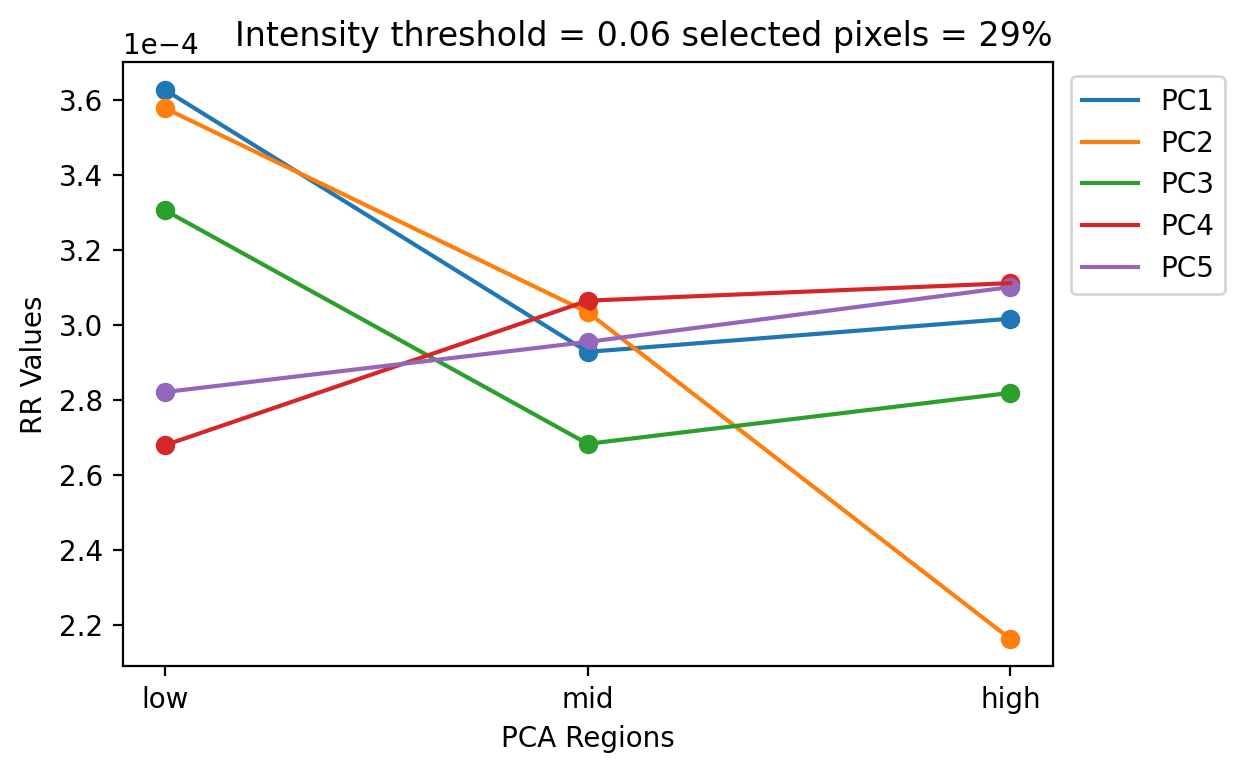 Intensity threshold = 0.06 selected pixels = 29%
1e−4
3.6
3.4
3.2
3.0
2.8
2.6
2.4
2.2
RR Values
low
mid
high
PCA Regions
PC1
PC2
PC3
PC4
PC5